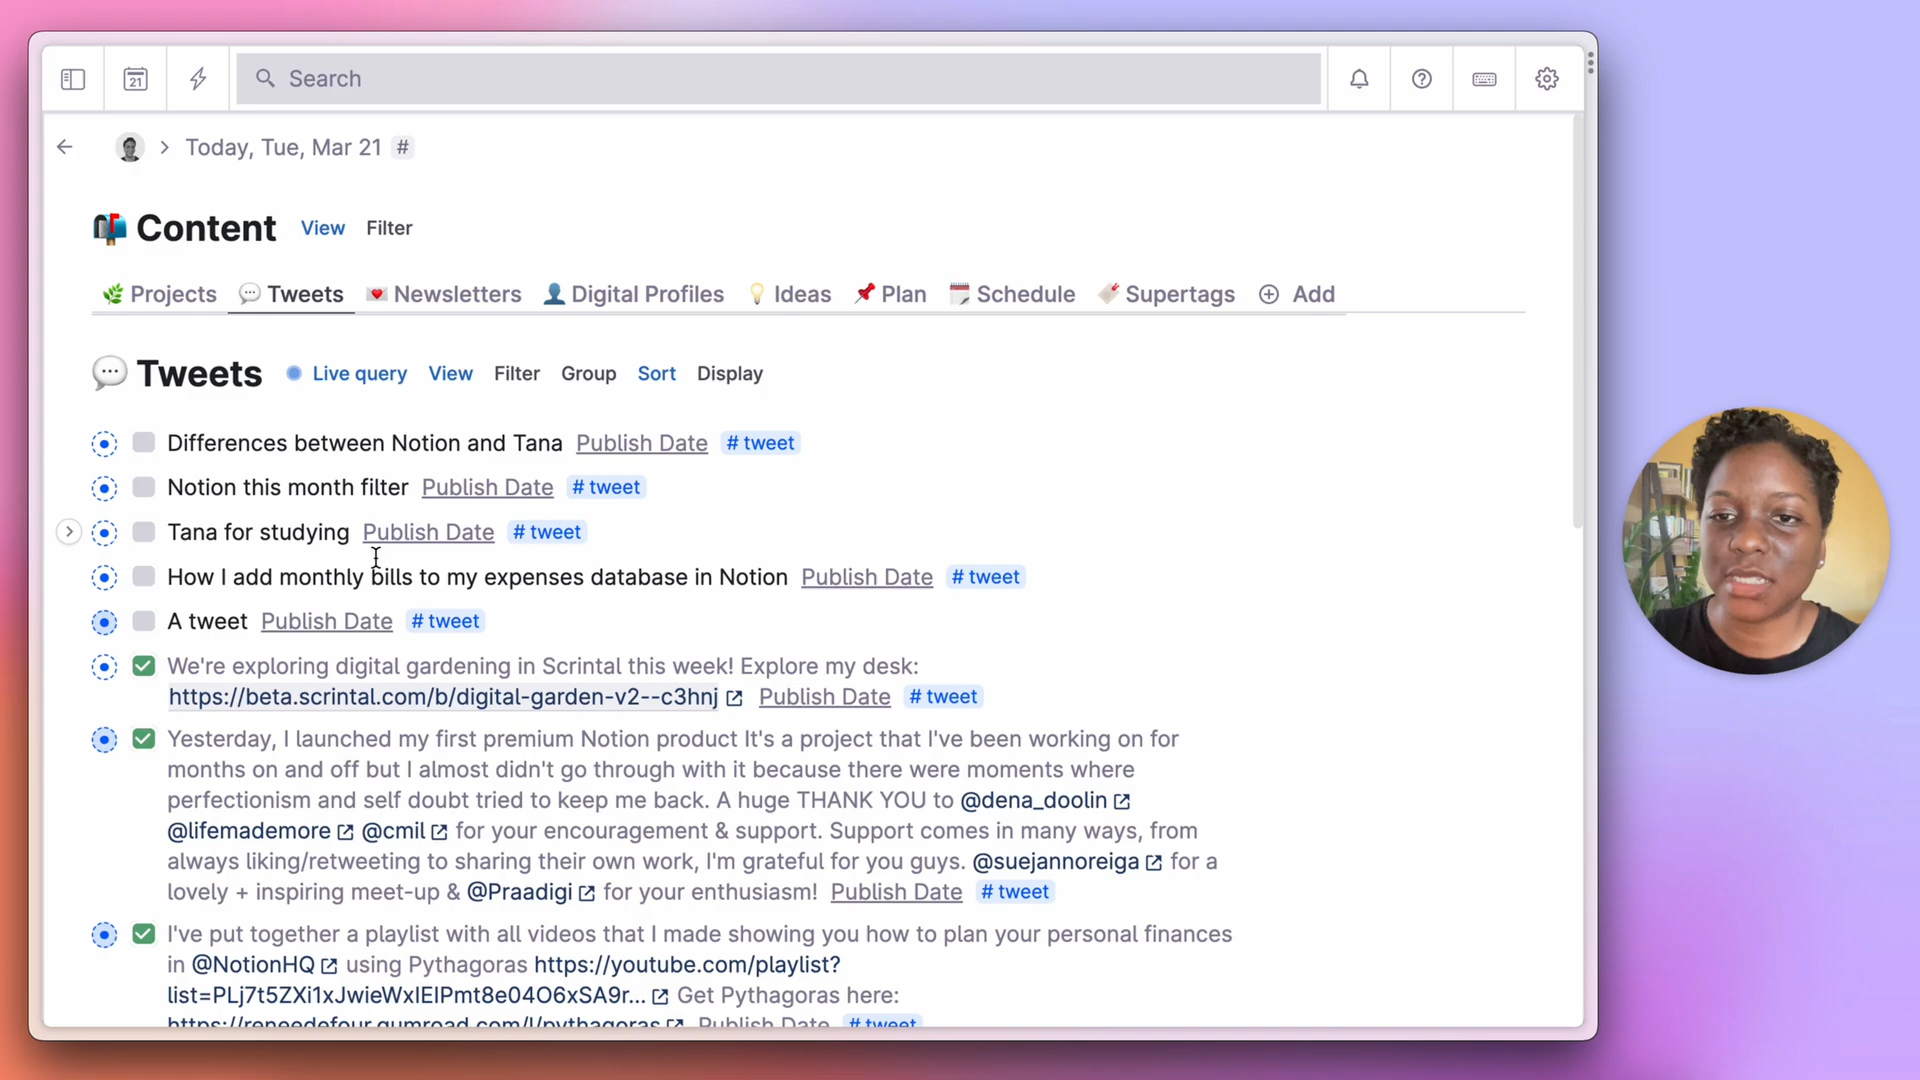 21 Search
Today, Tue, Mar 21 #
Content View Filter
Projects Tweets Newsletters Digital Profiles Ideas Plan Schedule Supertags Add
Tweets Live query View Filter Group Sort Display
Differences between Notion and Tana Publish Date # tweet
Notion this month filter Publish Date # tweet
Tana for studying Publish Date # tweet
How I add monthly bills to my expenses database in Notion Publish Date # tweet
A tweet Publish Date # tweet
We're exploring digital gardening in Scrintal this week! Explore my desk:
https://beta.scrintal.com/b/digital-garden-v2--c3hnj Publish Date # tweet
Yesterday, I launched my first premium Notion product It's a project that I've been working on for
months on and off but I almost didn't go through with it because there were moments where
perfectionism and self doubt tried to keep me back. A huge THANK YOU to @dena_doolin
@lifemademore @cmil for your encouragement & support. Support comes in many ways, from
always liking/retweeting to sharing their own work, I'm grateful for you guys. @suejannoreiga for a
lovely + inspiring meet-up & @Praadigi for your enthusiasm! Publish Date # tweet
I've put together a playlist with all videos that I made showing you how to plan your personal finances
in @NotionHQ using Pythagoras https://youtube.com/playlist?
list=PLj7t5ZXi1xJwieWxIEIPmt8e04O6xSA9r... Get Pythagoras here:
https://reneedefour.gumroad.com/l/pythagoras Publish Date # tweet